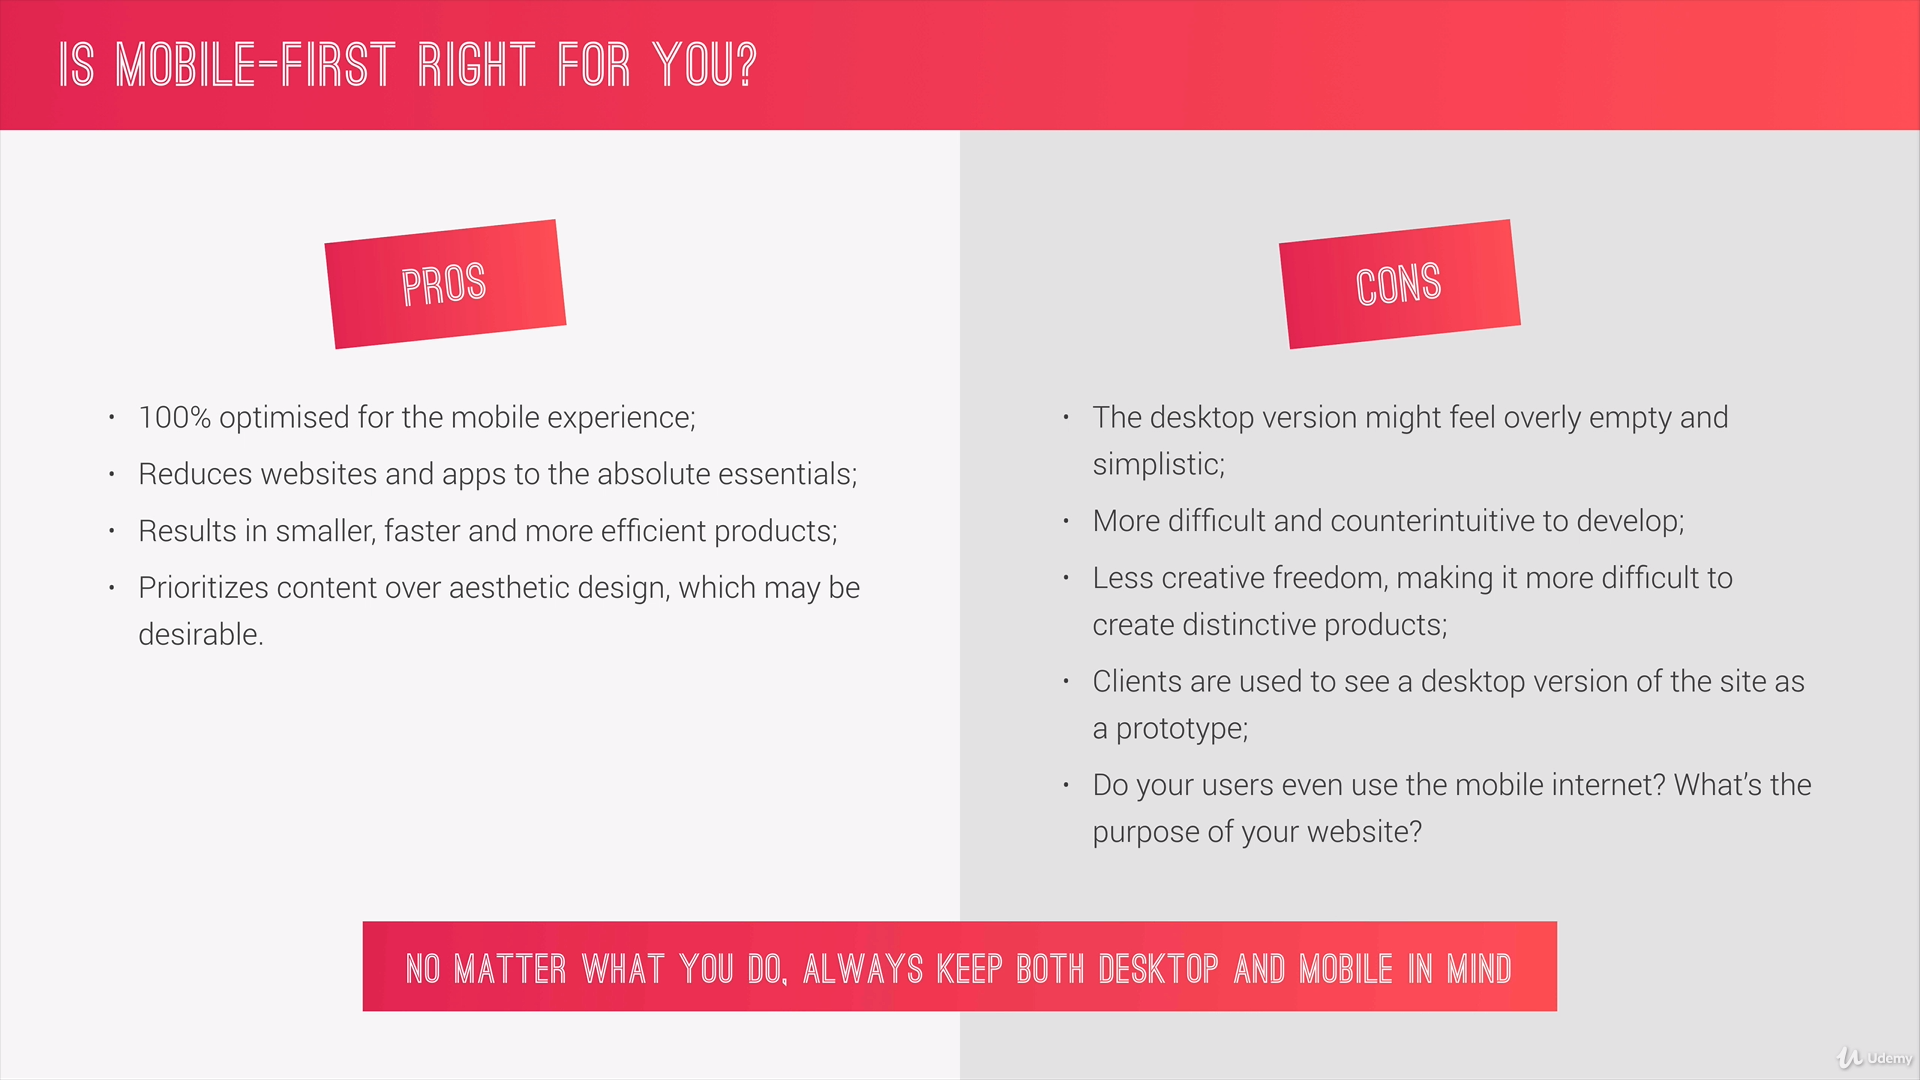 IS MOBILE-FIRST RIGHT FOR YOU?
PROS
• 100% optimised for the mobile experience;
• Reduces websites and apps to the absolute essentials;
• Results in smaller, faster and more efficient products;
• Prioritizes content over aesthetic design, which may be
desirable.
CONS
• The desktop version might feel overly empty and
simplistic;
• More difficult and counterintuitive to develop;
• Less creative freedom, making it more difficult to
create distinctive products;
• Clients are used to see a desktop version of the site as
a prototype;
• Do your users even use the mobile internet? What’s the
purpose of your website?
NO MATTER WHAT YOU DO, ALWAYS KEEP BOTH DESKTOP AND MOBILE IN MIND
Udemy